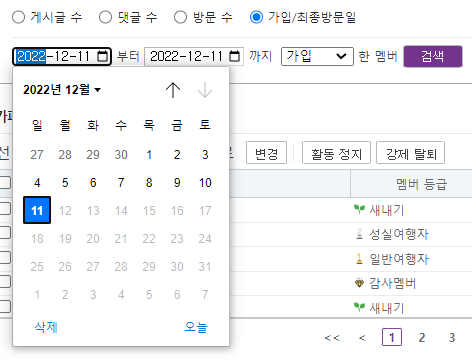 게시글 수 댓글 수 방문 수 가입/최종방문일
2022-12-11 부터 2022-12-11 까지 가입 한 멤버 검색
2022년 12월
일 월 화 수 목 금 토
27 28 29 30 1 2 3
변경 활동 정지 강제 탈퇴
4 5 6 7 8 9 10
멤버 등급
11 12 13 14 15 16 17
새내기
18 19 20 21 22 23 24
성실여행자
25 26 27 28 29 30 31
일반여행자
1 2 3 4 5 6 7
감사멤버
새내기
삭제 오늘
<< < 1 2 3